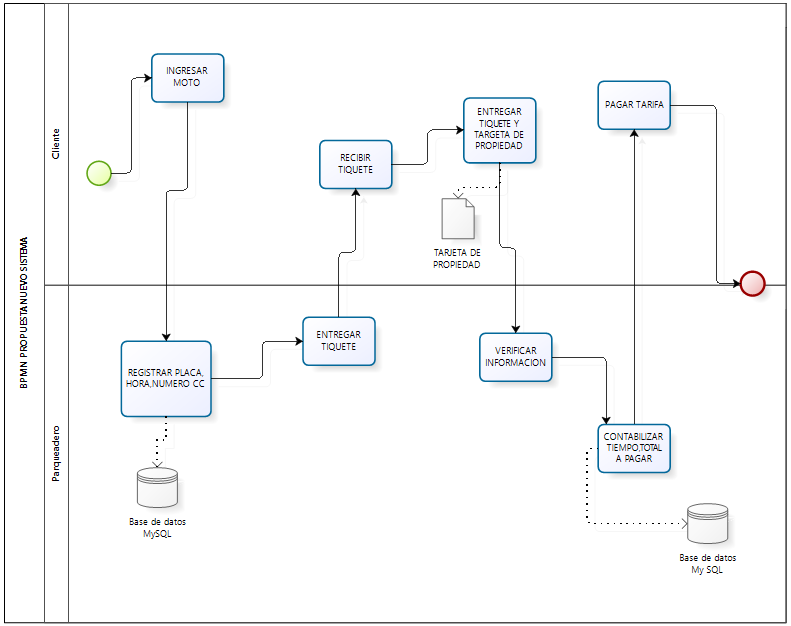 BPMN PROPUESTA NUEVO SISTEMA
Cliente
INGRESAR
MOTO
RECIBIR
TIQUETE
ENTREGAR
TIQUETE Y
TARGETA DE
PROPIEDAD
TARJETA DE
PROPIEDAD
PAGAR TARIFA
Parqueadero
REGISTRAR PLACA,
HORA,NUMERO CC
Base de datos
MySQL
ENTREGAR
TIQUETE
VERIFICAR
INFORMACION
CONTABILIZAR
TIEMPO,TOTAL
A PAGAR
Base de datos
My SQL